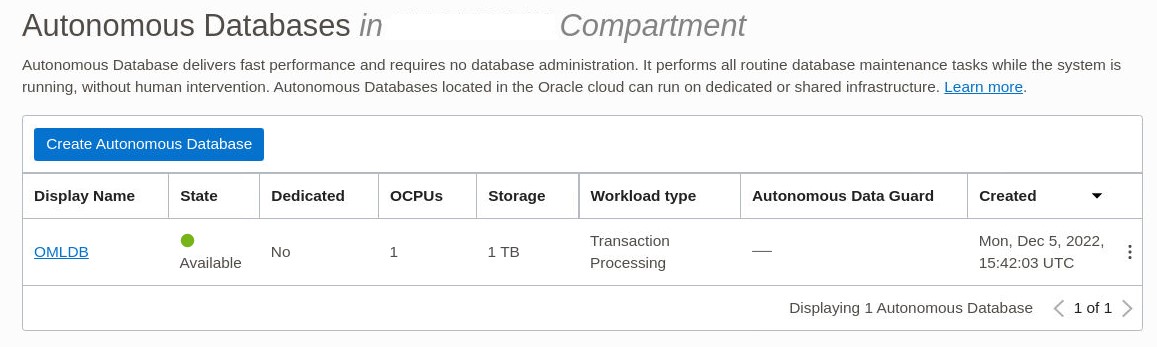 Autonomous Databases in Compartment
Autonomous Database delivers fast performance and requires no database administration. It performs all routine database maintenance tasks while the system is
running, without human intervention. Autonomous Databases located in the Oracle cloud can run on dedicated or shared infrastructure. Learn more.
Create Autonomous Database
Display Name State Dedicated OCPUs Storage Workload type Autonomous Data Guard Created
OMLDB Available No 1 1 TB Transaction Processing — Mon, Dec 5, 2022, 15:42:03 UTC
Displaying 1 Autonomous Database 1 of 1